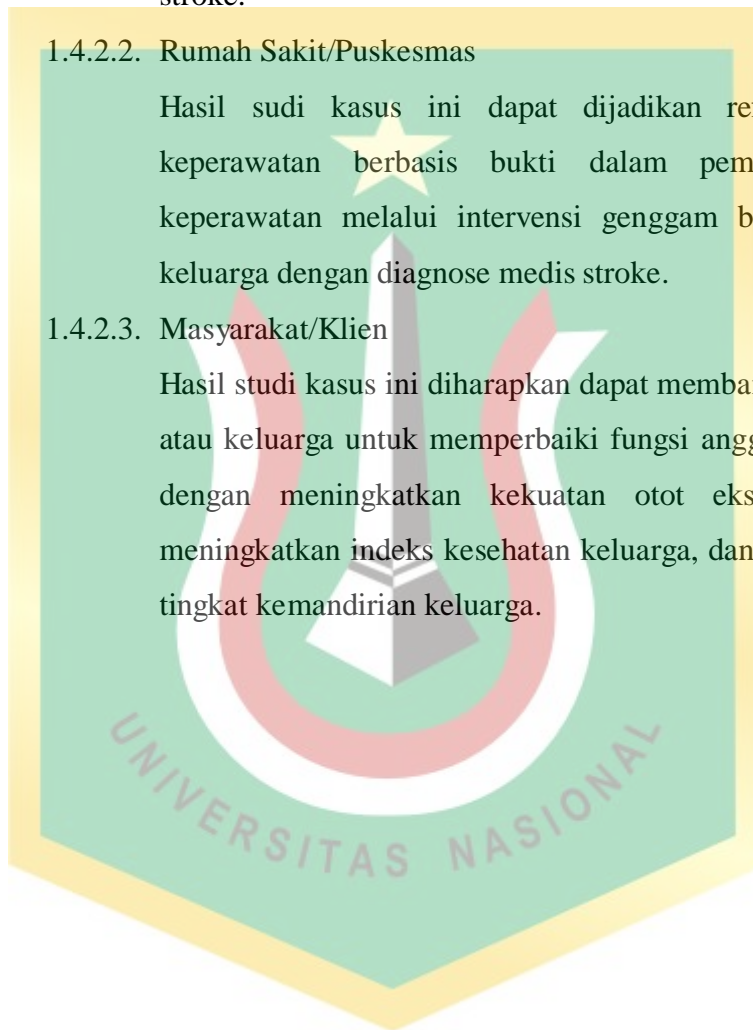 stroke.
1.4.2.2. Rumah Sakit/Puskesmas
Hasil sudi kasus ini dapat dijadikan
keperawatan berbasis bukti dalam
keperawatan melalui intervensi genggam
keluarga dengan diagnose medis stroke.
1.4.2.3. Masyarakat/Klien
Hasil studi kasus ini diharapkan dapat
atau keluarga untuk memperbaiki fungsi
dengan meningkatkan kekuatan otot
meningkatkan indeks kesehatan keluarga, dan
tingkat kemandirian keluarga.
UNIVERSITAS NASIONAL